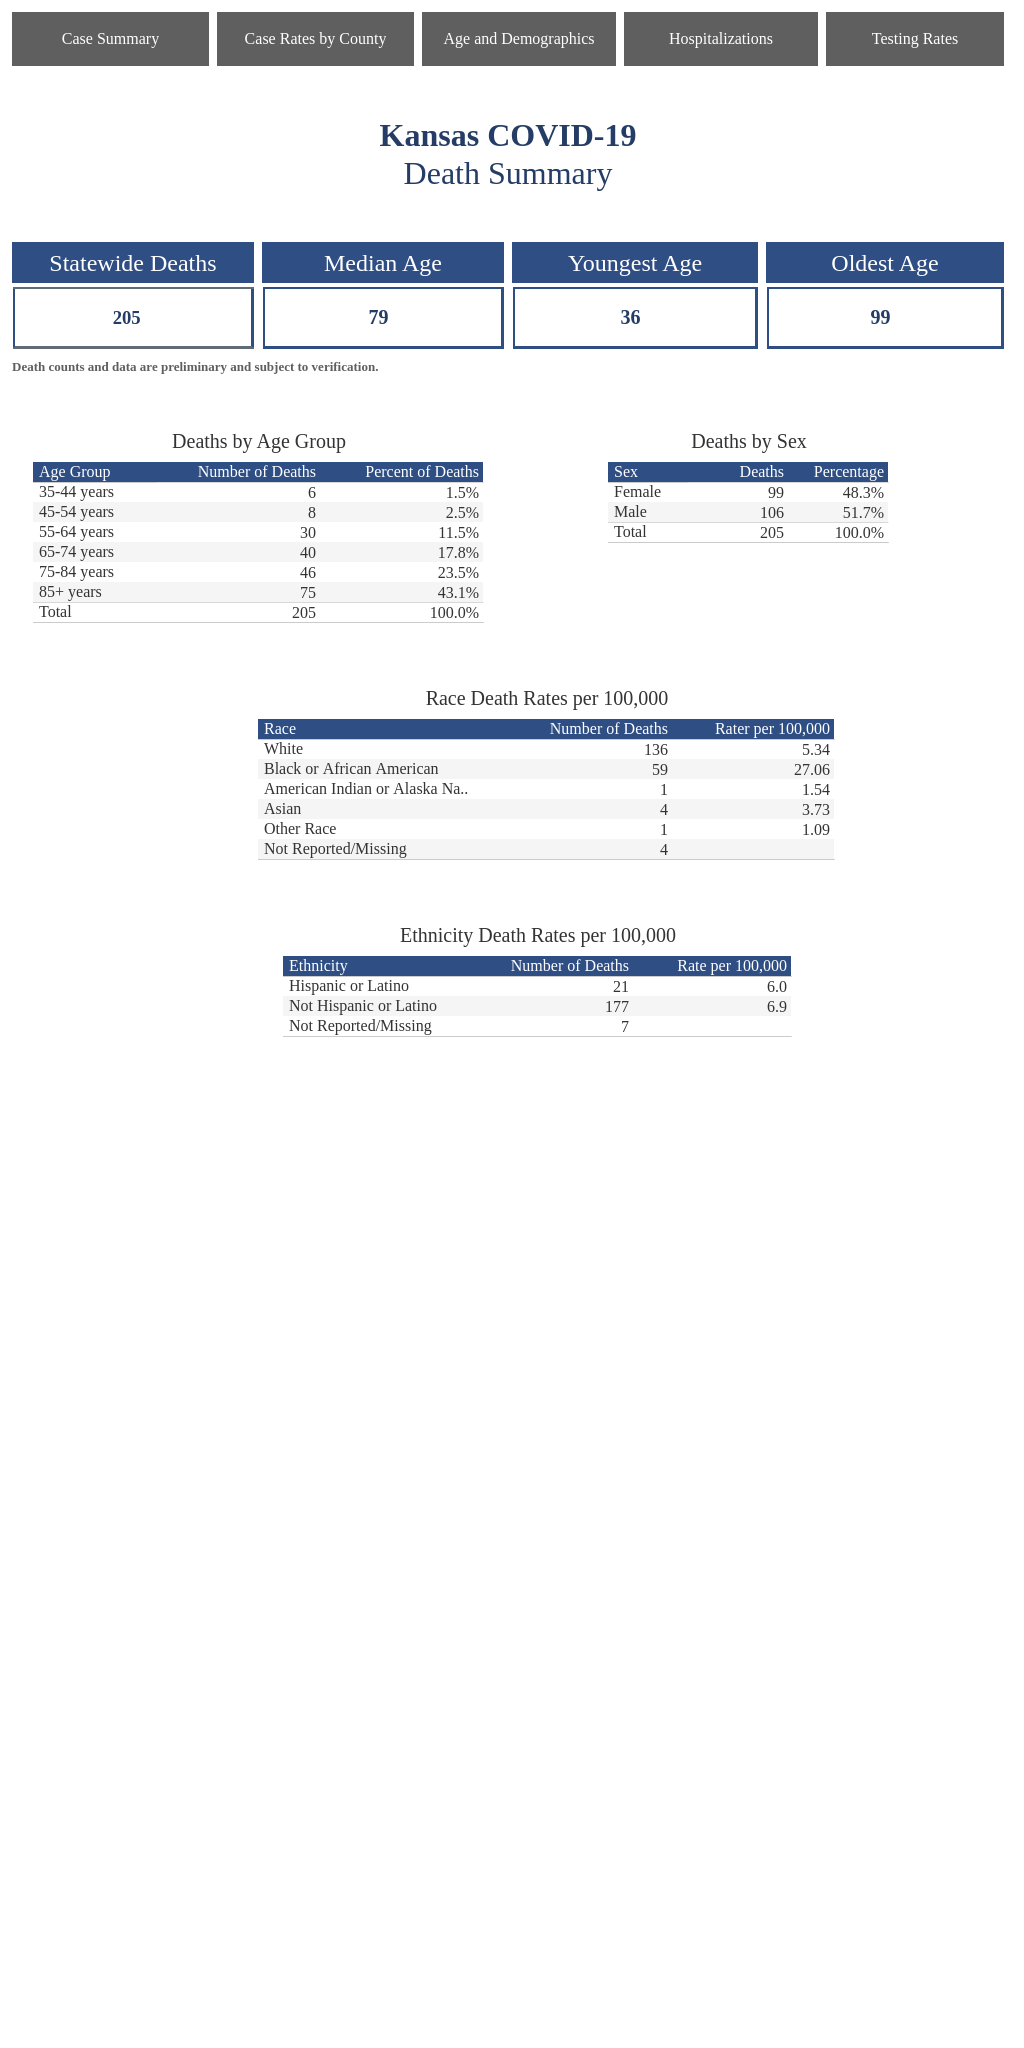 Case Summary Case Rates by County Age and Demographics Hospitalizations Testing Rates
Kansas COVID-19
Death Summary
Statewide Deaths Median Age Youngest Age Oldest Age
205 79 36 99
Death counts and data are preliminary and subject to verification.
Deaths by Age Group
Age Group Number of Deaths Percent of Deaths
35-44 years 6 1.5%
45-54 years 8 2.5%
55-64 years 30 11.5%
65-74 years 40 17.8%
75-84 years 46 23.5%
85+ years 75 43.1%
Total 205 100.0%
Deaths by Sex
Sex Deaths Percentage
Female 99 48.3%
Male 106 51.7%
Total 205 100.0%
Race Death Rates per 100,000
Race Number of Deaths Rater per 100,000
White 136 5.34
Black or African American 59 27.06
American Indian or Alaska Na.. 1 1.54
Asian 4 3.73
Other Race 1 1.09
Not Reported/Missing 4
Ethnicity Death Rates per 100,000
Ethnicity Number of Deaths Rate per 100,000
Hispanic or Latino 21 6.0
Not Hispanic or Latino 177 6.9
Not Reported/Missing 7